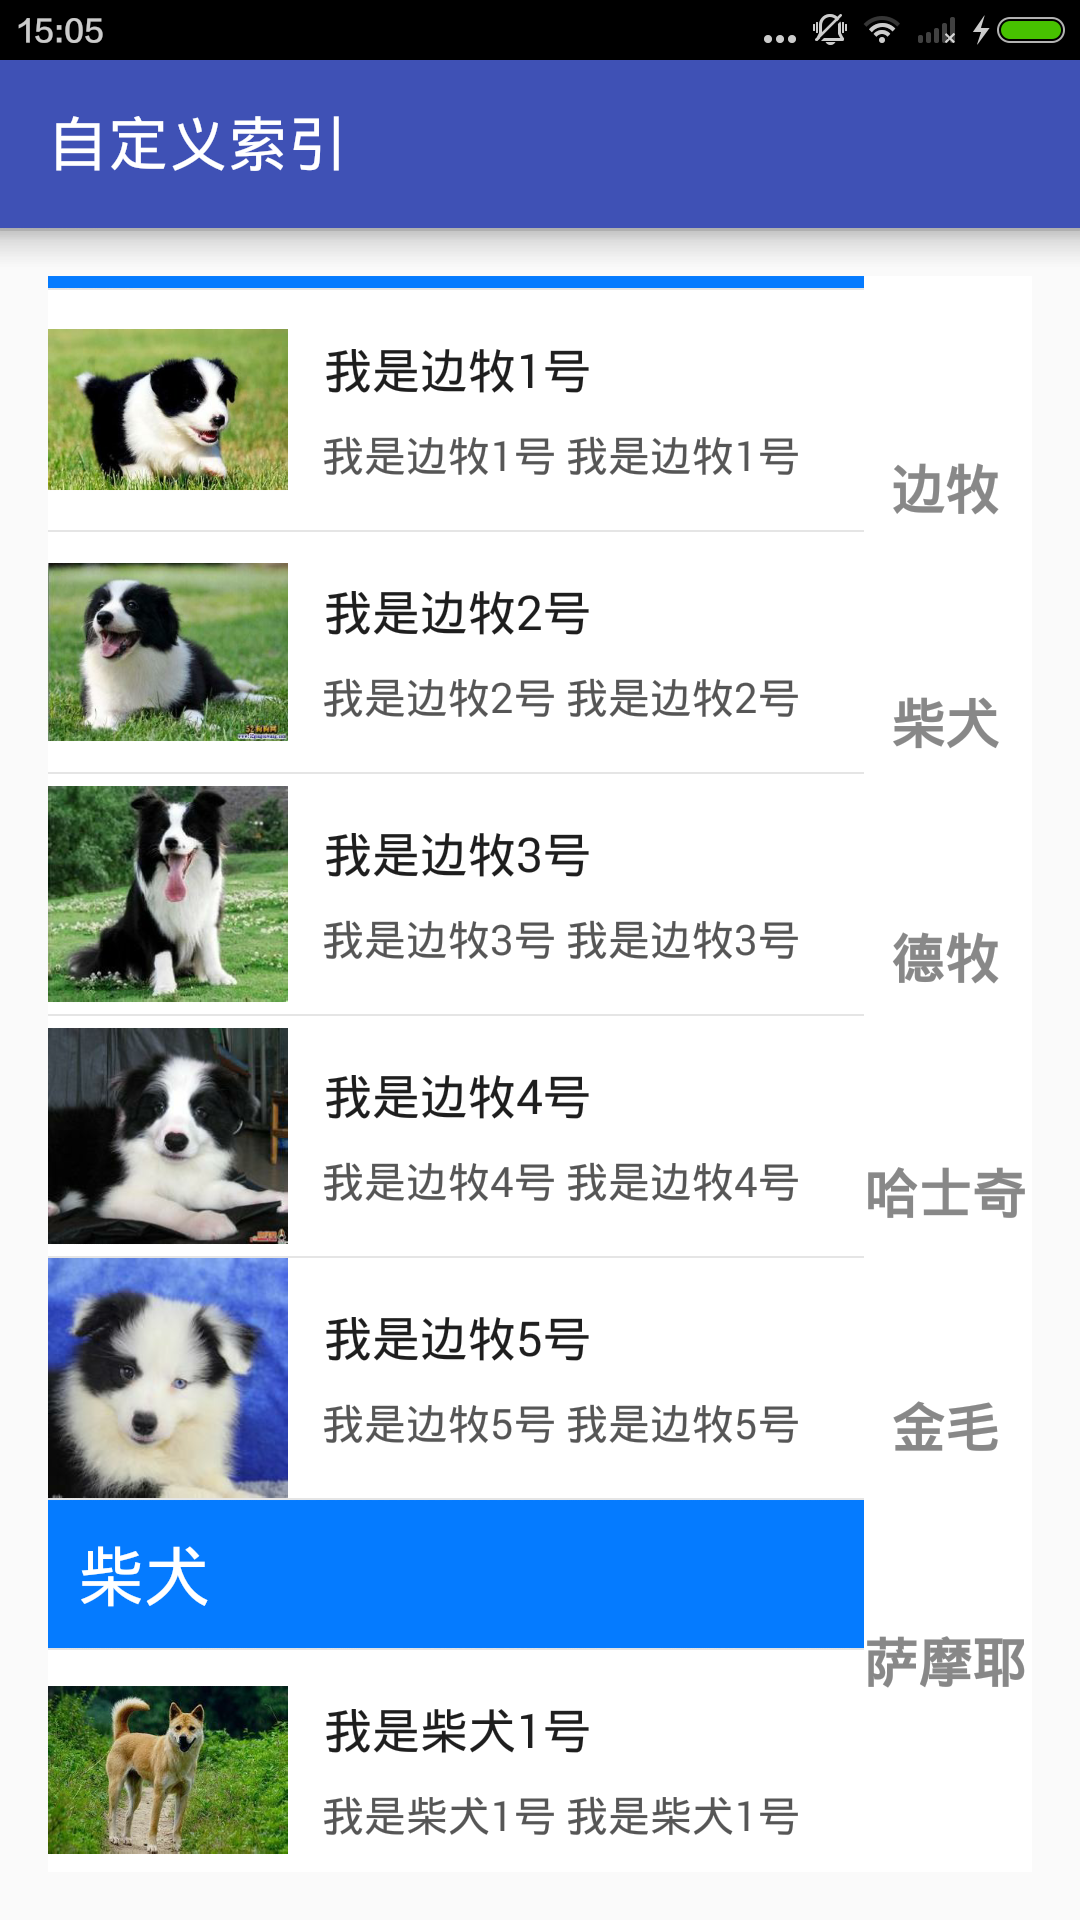 15:05
自定义索引
我是边牧1号
我是边牧1号 我是边牧1号
边牧
我是边牧2号
我是边牧2号 我是边牧2号
柴犬
我是边牧3号
我是边牧3号 我是边牧3号
德牧
我是边牧4号
我是边牧4号 我是边牧4号
哈士奇
我是边牧5号
我是边牧5号 我是边牧5号
金毛
柴犬
萨摩耶
我是柴犬1号
我是柴犬1号 我是柴犬1号